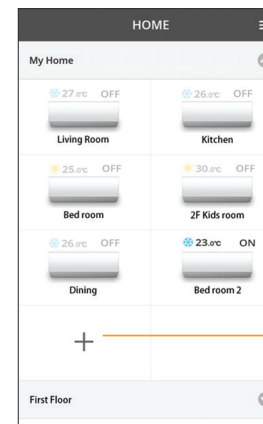 HOME
My Home
27.0°C OFF
26.0°C OFF
Living Room
Kitchen
25.0°C OFF
30.0°C OFF
Bed room
2F Kids room
26.0°C OFF
23.0°C ON
Dining
Bed room 2
+
First Floor